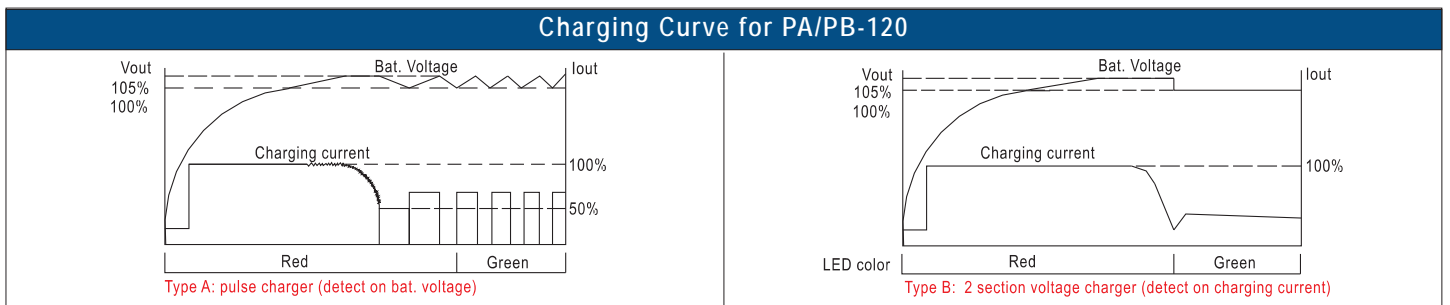 Charging Curve for PA/PB-120
Vout
105%
100%
Bat. Voltage
Iout
Charging current
100%
50%
Red
Green
Type A: pulse charger (detect on bat. voltage)
Vout
105%
100%
Bat. Voltage
Iout
Charging current
100%
LED color
Red
Green
Type B: 2 section voltage charger (detect on charging current)